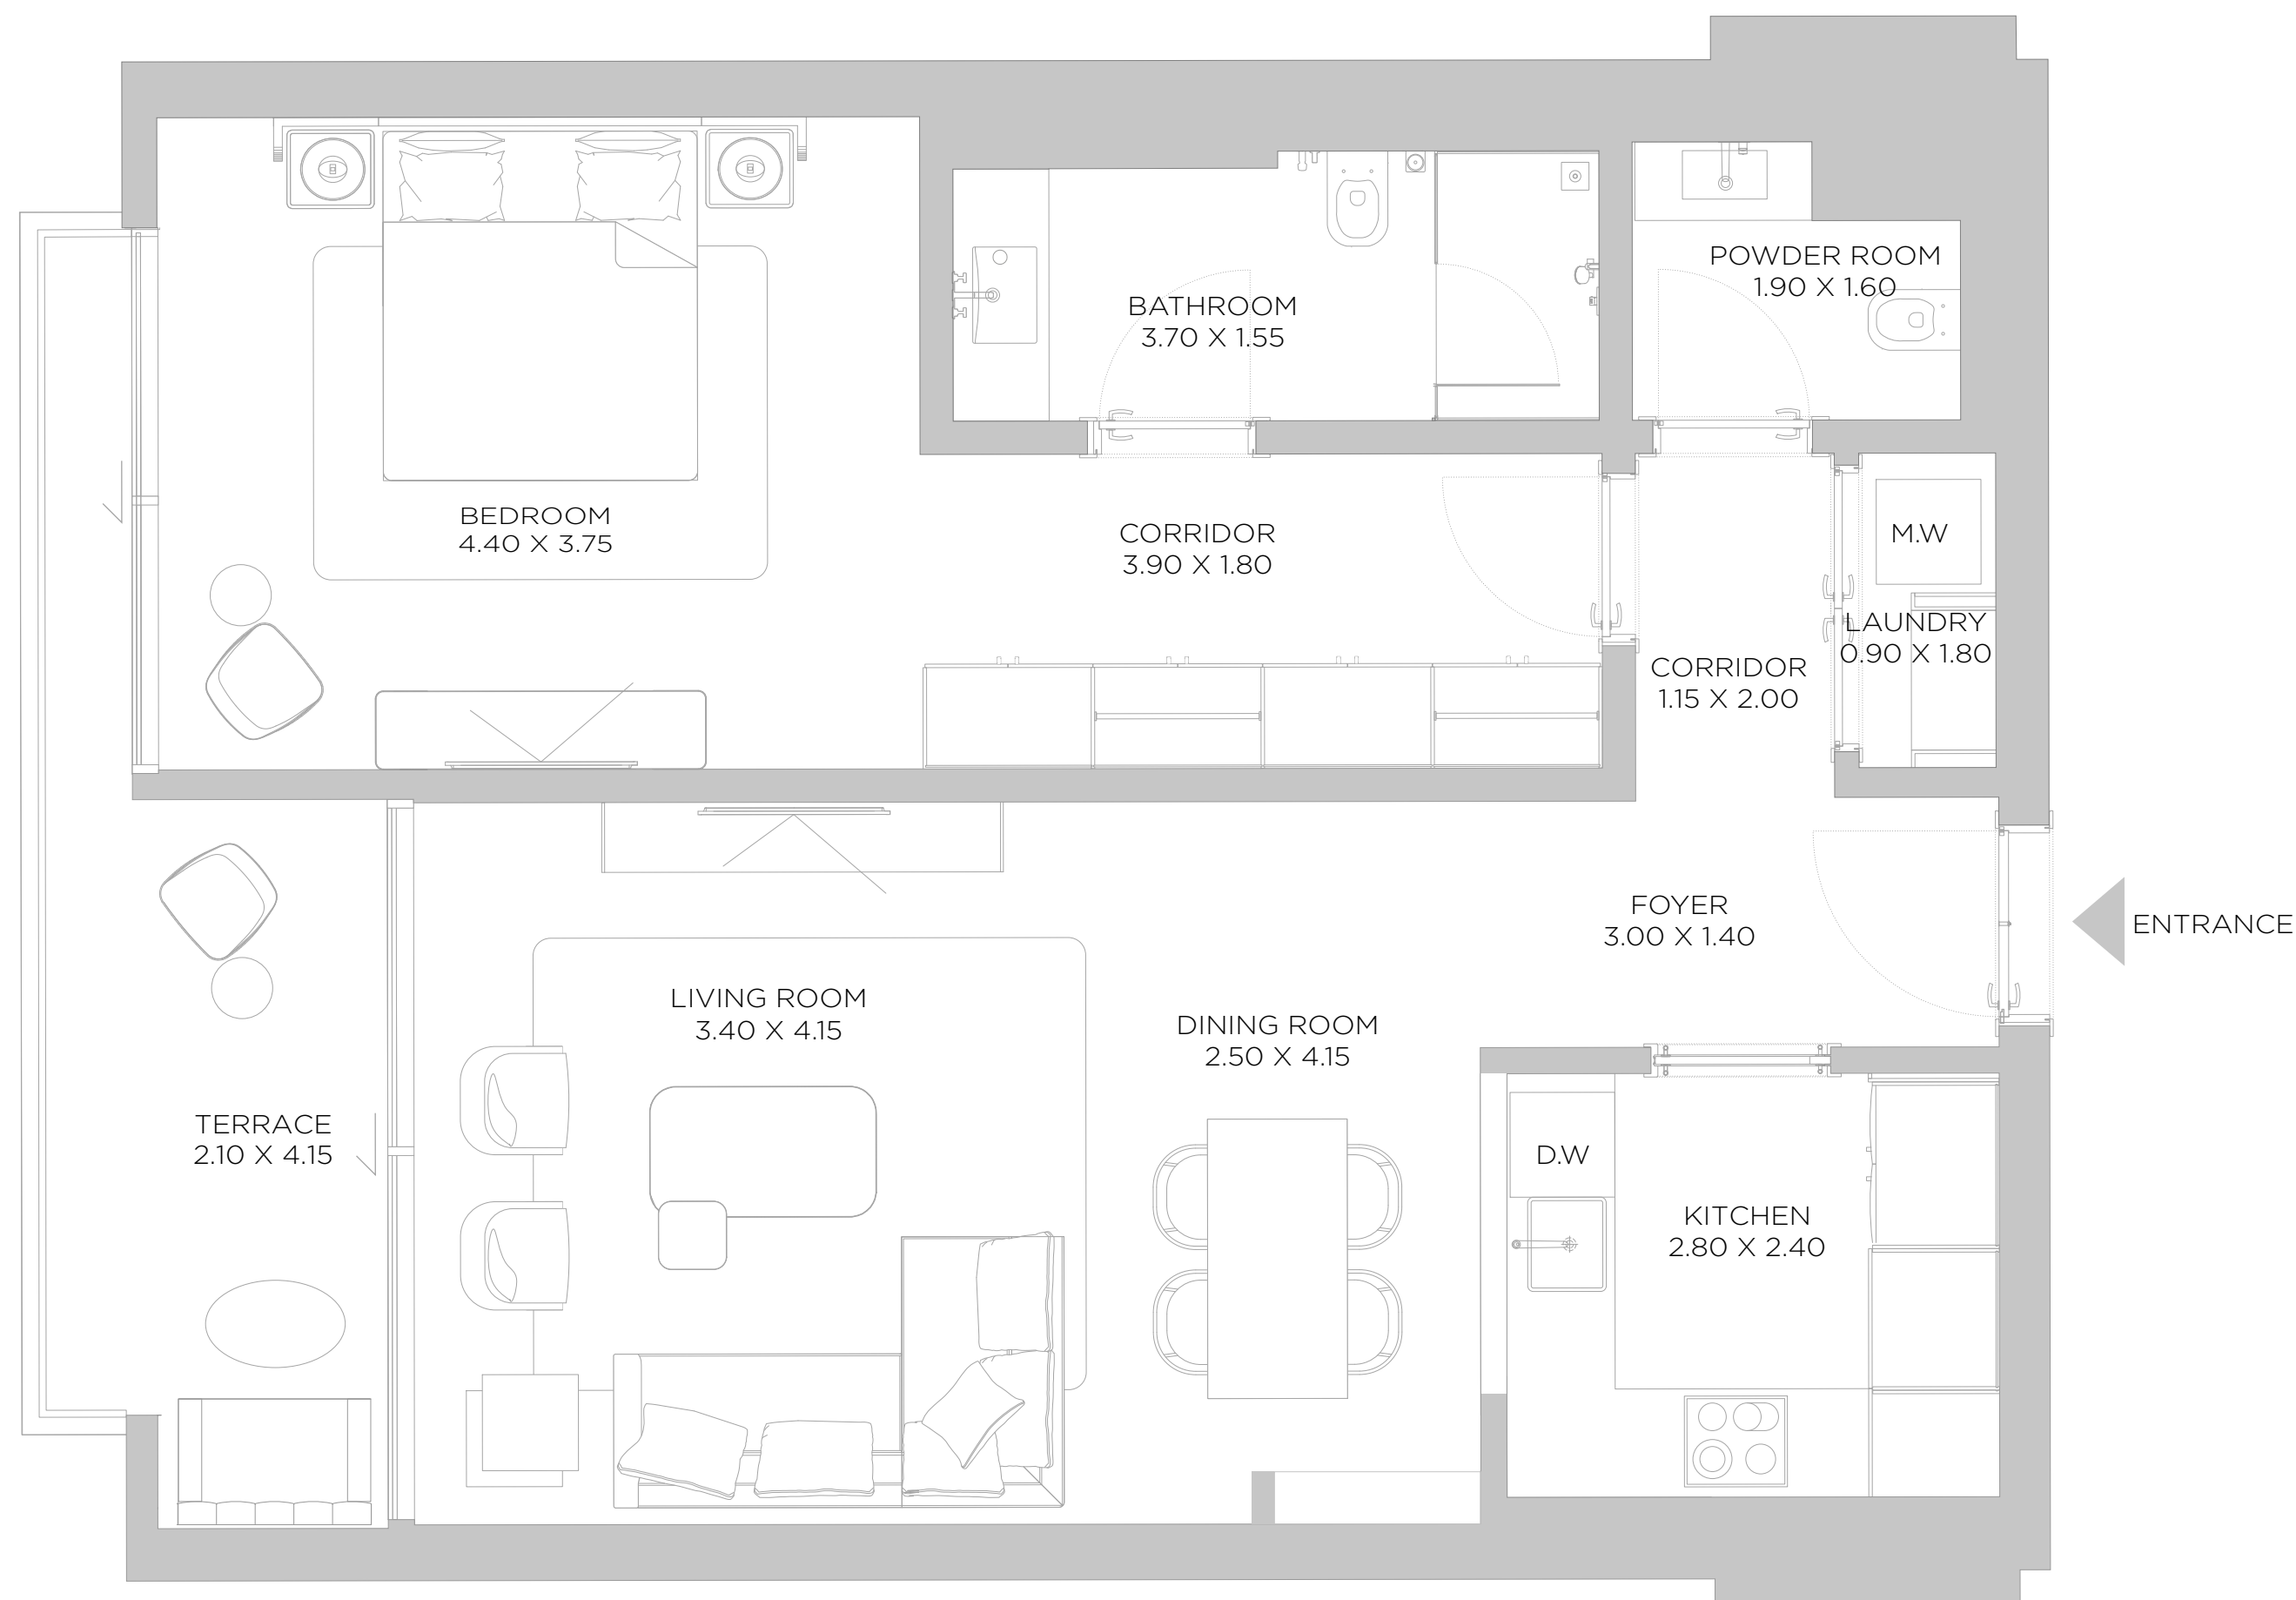 POWDER ROOM
1.90 X 1.60
BATHROOM
3.70 X 1.55
BEDROOM
4.40 X 3.75
CORRIDOR
3.90 X 1.80
M.W
LAUNDRY
0.90 X 1.80
CORRIDOR
1.15 X 2.00
FOYER
3.00 X 1.40
ENTRANCE
LIVING ROOM
3.40 X 4.15
DINING ROOM
2.50 X 4.15
TERRACE
2.10 X 4.15
D.W
KITCHEN
2.80 X 2.40